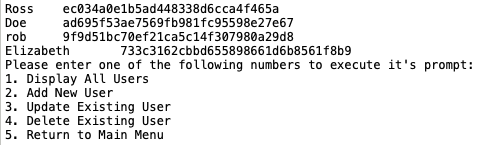 Ross ec034a0e1b5ad448338d6cca4f465a
Doe ad695f53ae7569fb981fc95598e27e67
rob 9f9d51bc70ef21ca5c14f307980a29d8
Elizabeth 733c3162cbbd655898661d6b8561f8b9
Please enter one of the following numbers to execute it's prompt:
1. Display All Users
2. Add New User
3. Update Existing User
4. Delete Existing User
5. Return to Main Menu